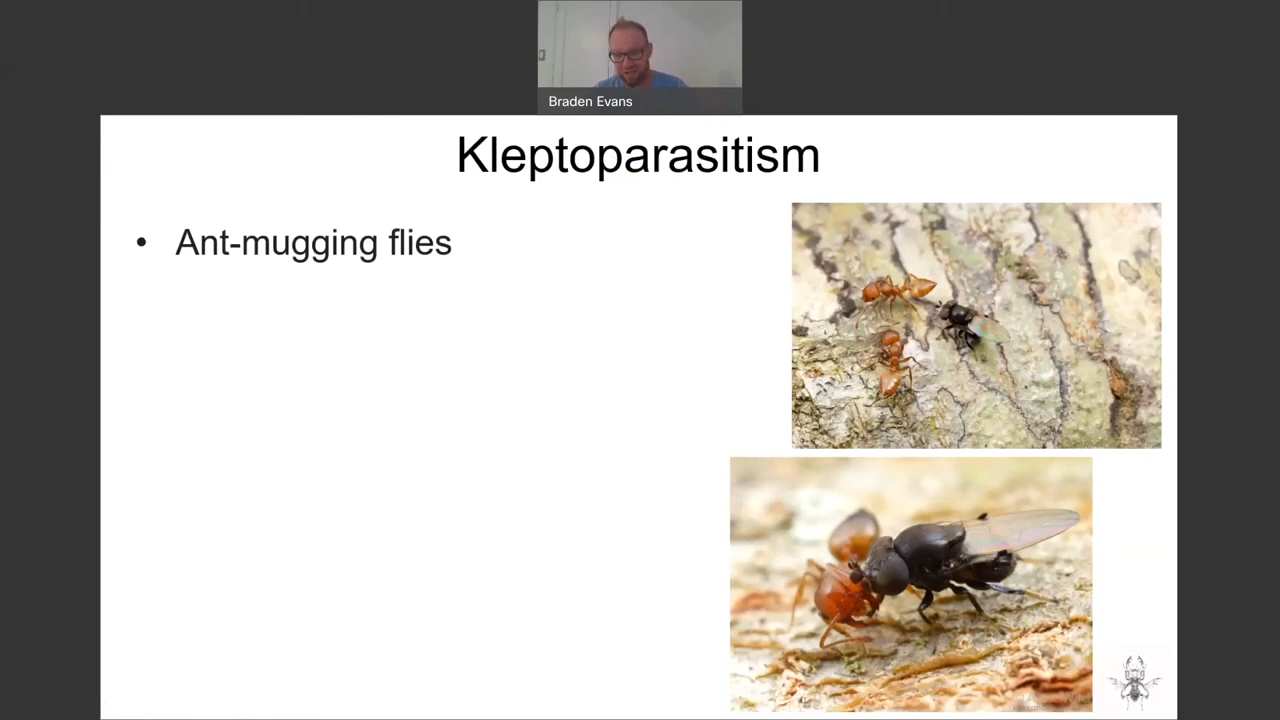 Braden Evans
Kleptoparasitism
• Ant-mugging flies